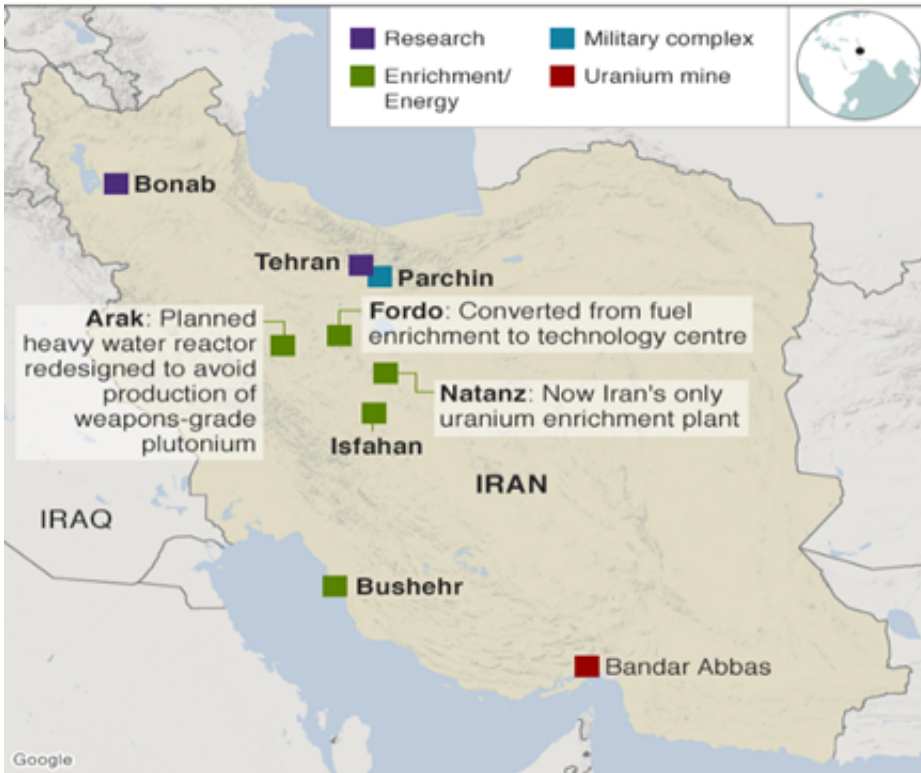 Research
Military complex
Enrichment/
Energy
Uranium mine
Bonab
Tehran
Parchin
Arak: Planned
heavy water reactor
redesigned to avoid
production of
weapons-grade
plutonium
Fordo: Converted from fuel
enrichment to technology centre
Natanz: Now Iran's only
uranium enrichment plant
Isfahan
IRAN
IRAQ
Bushehr
Bandar Abbas
Google